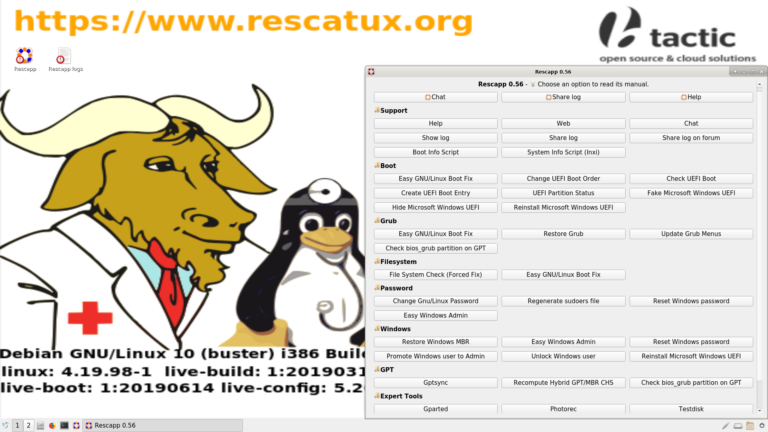 https://www.rescatux.org
tactic
open source & cloud solutions
Rescapp
Rescapp logs
Rescapp 0.56
Rescapp 0.56 - Choose an option to read its manual.
Chat Share log Help
Support
Help Web Chat
Show log Share log Share log on forum
Boot Info Script System Info Script (Inxi)
Boot
Easy GNU/Linux Boot Fix Change UEFI Boot Order Check UEFI Boot
Create UEFI Boot Entry UEFI Partition Status Fake Microsoft Windows UEFI
Hide Microsoft Windows UEFI Reinstall Microsoft Windows UEFI
Grub
Easy GNU/Linux Boot Fix Restore Grub Update Grub Menus
Check bios_grub partition on GPT
Filesystem
File System Check (Forced Fix) Easy GNU/Linux Boot Fix
Password
Change Gnu/Linux Password Regenerate sudoers file Reset Windows password
Easy Windows Admin
Windows
Restore Windows MBR Easy Windows Admin Reset Windows password
Promote Windows user to Admin Unlock Windows user Reinstall Microsoft Windows UEFI
GPT
Gptsync Recompute Hybrid GPT/MBR CHS Check bios_grub partition on GPT
Expert Tools
Gparted Photorec Testdisk
Debian GNU/Linux 10 (buster) i386 Buil
linux: 4.19.98-1 live-build: 1:2019031
live-boot: 1:20190614 live-config: 5.2
1 2 Rescapp 0.56